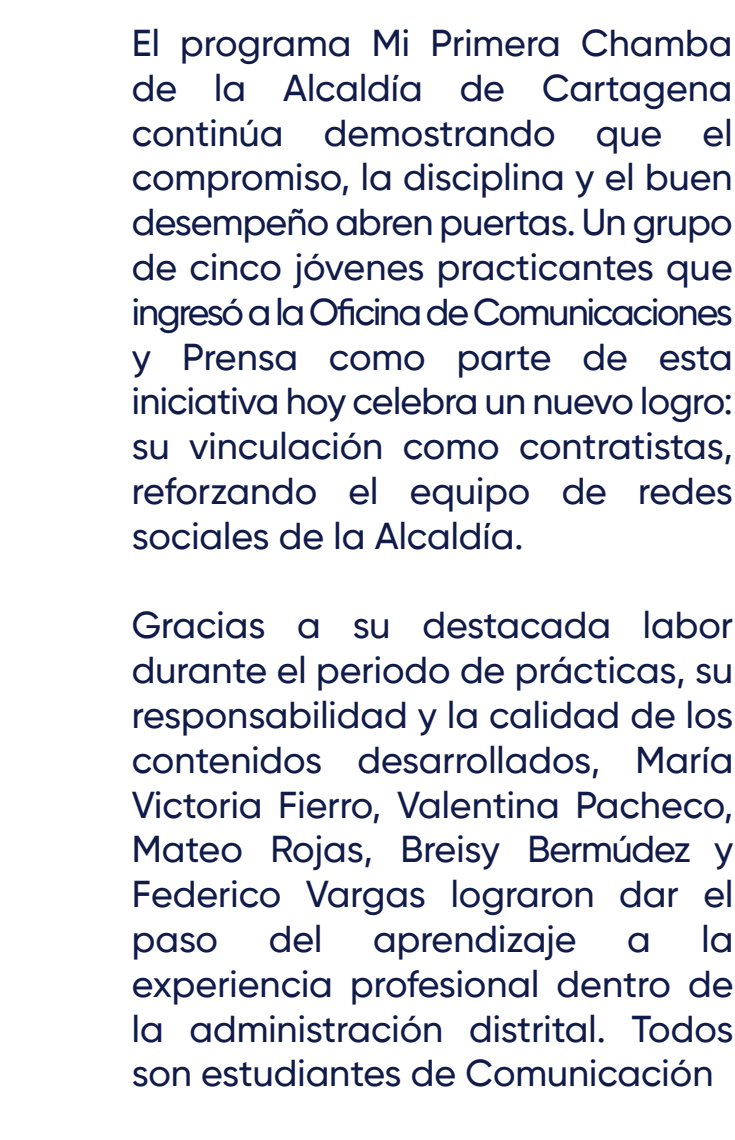 El programa Mi Primera Chamba
de la Alcaldía de Cartagena
continúa demostrando que el
compromiso, la disciplina y el buen
desempeño abren puertas. Un grupo
de cinco jóvenes practicantes que
ingresó a la Oficina de Comunicaciones
y Prensa como parte de esta
iniciativa hoy celebra un nuevo logro:
su vinculación como contratistas,
reforzando el equipo de redes
sociales de la Alcaldía.

Gracias a su destacada labor
durante el periodo de prácticas, su
responsabilidad y la calidad de los
contenidos desarrollados, María
Victoria Fierro, Valentina Pacheco,
Mateo Rojas, Breisy Bermúdez y
Federico Vargas lograron dar el
paso del aprendizaje a la
experiencia profesional dentro de
la administración distrital. Todos
son estudiantes de Comunicación